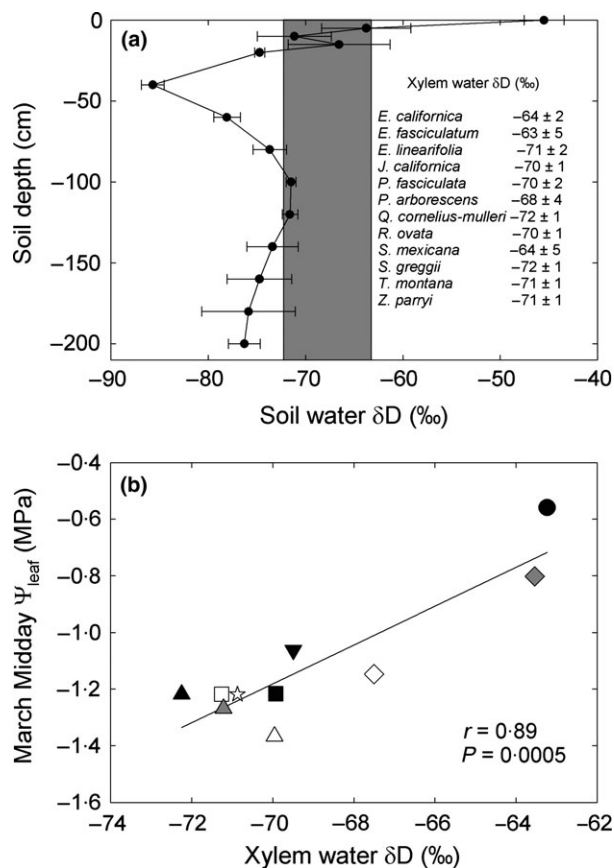 (a)
0
−50
−100
−150
−200
Soil depth (cm)
Xylem water δD (‰)
E. californica −64 ± 2
E. fasciculatum −63 ± 5
E. linearifolia −71 ± 2
J. californica −70 ± 1
P. fasciculata −70 ± 2
P. arborescens −68 ± 4
Q. cornelius-mulleri −72 ± 1
R. ovata −70 ± 1
S. mexicana −64 ± 5
S. greggii −72 ± 1
T. montana −71 ± 1
Z. parryi −71 ± 1
−90 −80 −70 −60 −50 −40
Soil water δD (‰)
(b)
−0·4
−0·6
−0·8
−1·0
−1·2
−1·4
−1·6
March Midday Ψleaf (MPa)
r = 0·89
P = 0·0005
−74 −72 −70 −68 −66 −64 −62
Xylem water δD (‰)